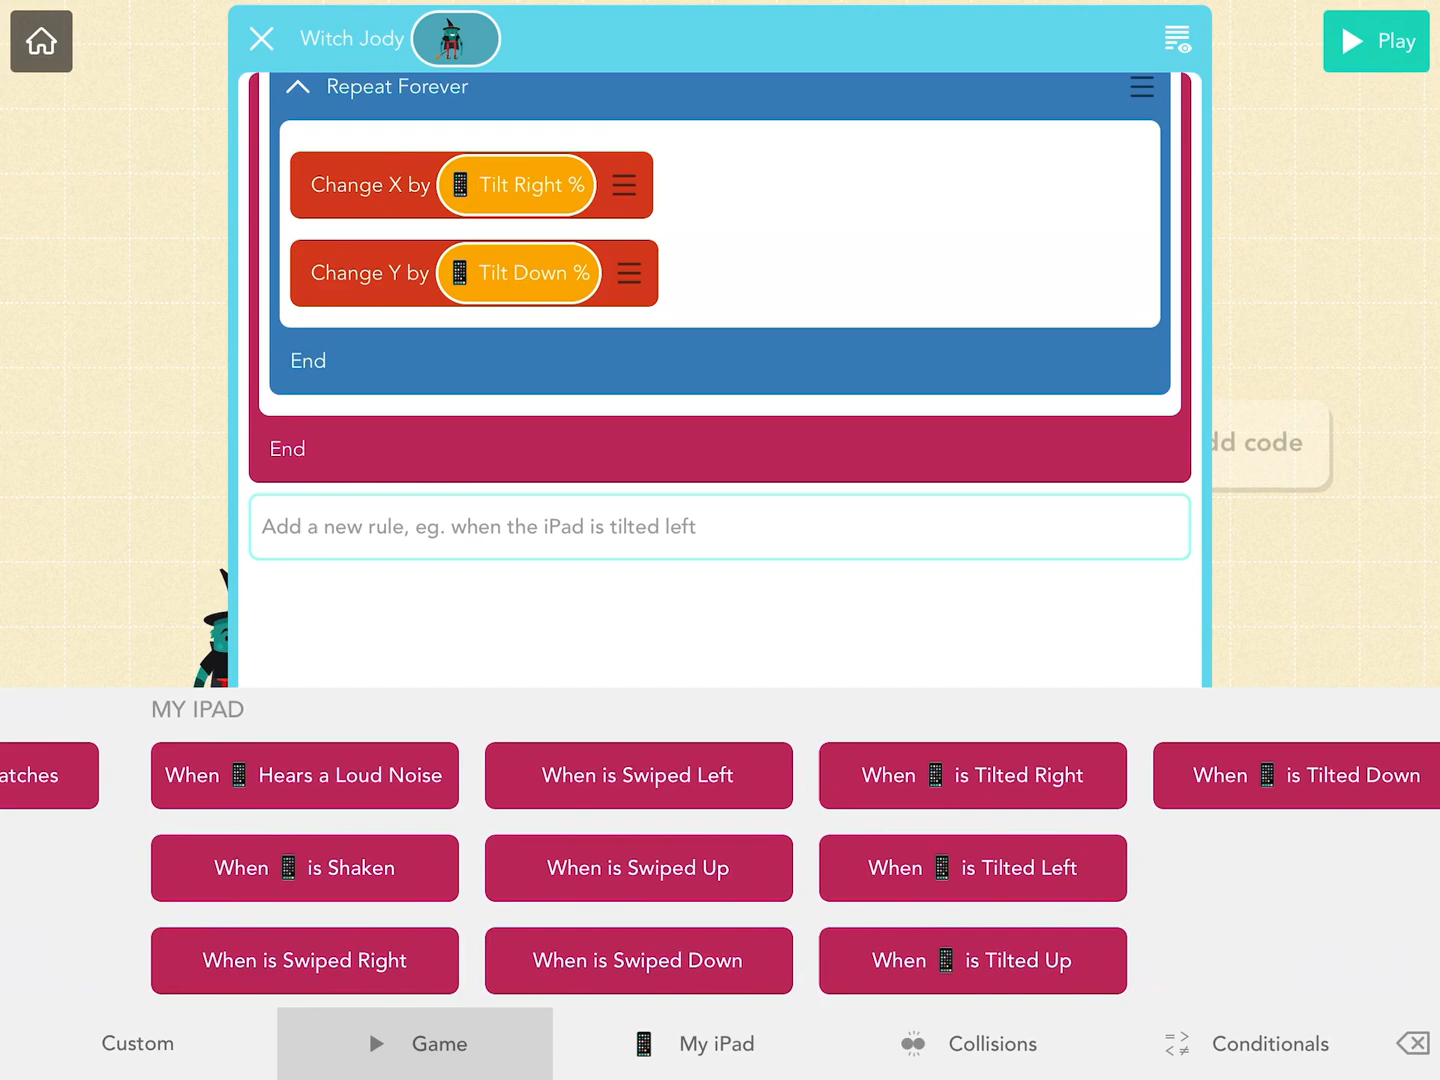 Witch Jody
Play
Repeat Forever
Change X by Tilt Right %
Change Y by Tilt Down %
End
End
dd code
Add a new rule, eg. when the iPad is tilted left
MY IPAD
atches
When Hears a Loud Noise
When is Swiped Left
When is Tilted Right
When is Tilted Down
When is Shaken
When is Swiped Up
When is Tilted Left
When is Swiped Right
When is Swiped Down
When is Tilted Up
Custom
Game
My iPad
Collisions
Conditionals